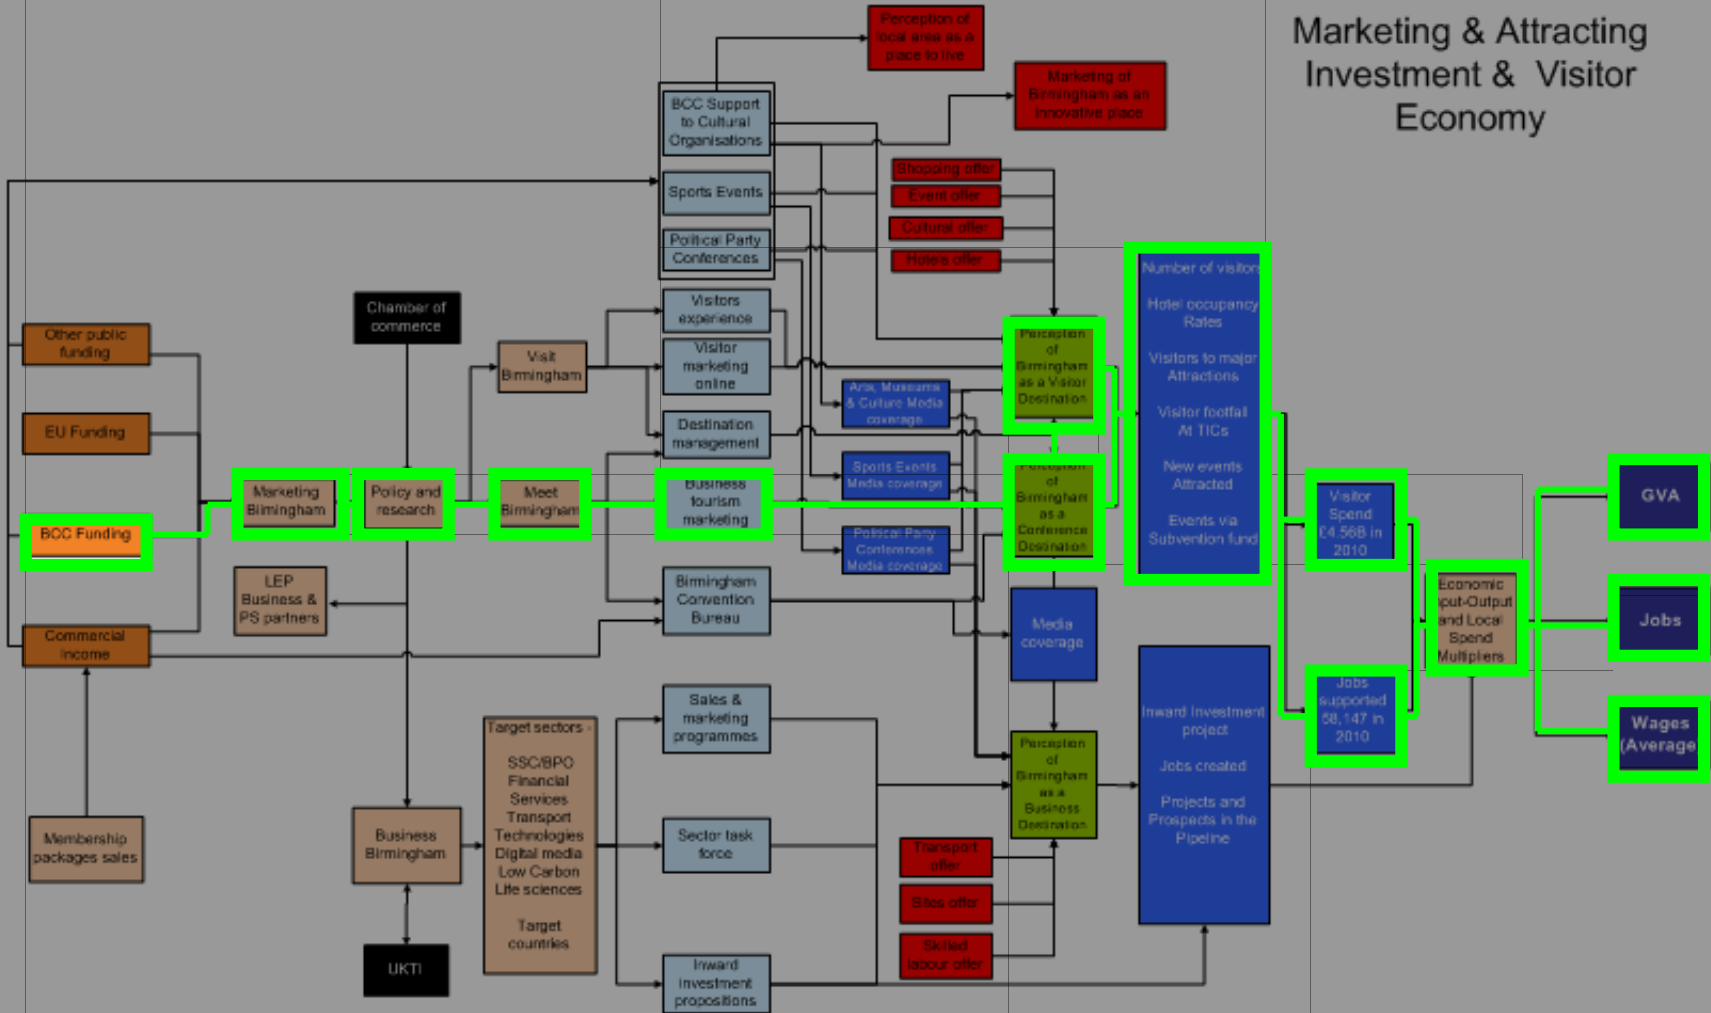 Marketing & Attracting
Investment & Visitor
Economy
Perception of
local area as a
place to live
Marketing of
Birmingham as an
innovative place
BCC Support
to Cultural
Organisations
Sports Events
Political Party
Conferences
Shopping offer
Event offer
Cultural offer
Hotels offer
Chamber of
commerce
Other public
funding
EU Funding
BCC Funding
Commercial
Income
Membership
packages sales
Marketing
Birmingham
Policy and
research
LEP
Business &
PS partners
Visit
Birmingham
Meet
Birmingham
Visitors
experience
Visitor
marketing
online
Destination
management
Business
tourism
marketing
Birmingham
Convention
Bureau
Arts, Museums
& Culture Media
coverage
Sports Events
Media coverage
Political Party
Conferences
Media coverage
Perception
of
Birmingham
as a Visitor
Destination
Perception
of
Birmingham
as a
Conference
Destination
Media
coverage
Number of visitors
Hotel occupancy
Rates
Visitors to major
Attractions
Visitor footfall
At TICs
New events
Attracted
Events via
Subvention fund
Visitor
Spend
£4.56B in
2010
Jobs
supported
58,147 in
2010
Economic
Input-Output
and Local
Spend
Multipliers
GVA
Jobs
Wages
(Average
Business
Birmingham
UKTI
Target sectors -
SSC/BPO
Financial
Services
Transport
Technologies
Digital media
Low Carbon
Life sciences
Target
countries
Sales &
marketing
programmes
Sector task
force
Inward
investment
propositions
Perception
of
Birmingham
as a
Business
Destination
Transport
offer
Sites offer
Skilled
labour offer
Inward Investment
project
Jobs created
Projects and
Prospects in the
Pipeline